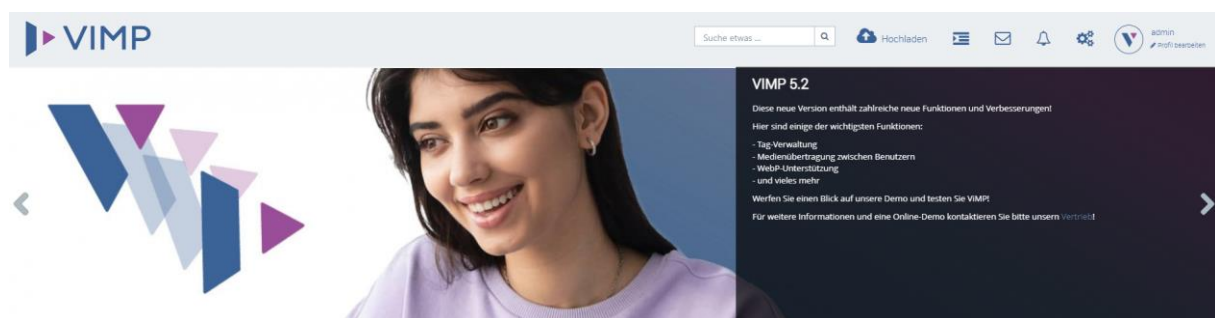 VIMP
Suche etwas ...
Hochladen
admin
Profil bearbeiten
VIMP 5.2
Diese neue Version enthält zahlreiche neue Funktionen und Verbesserungen!
Hier sind einige der wichtigsten Funktionen:
- Tag-Verwaltung
- Medienübertragung zwischen Benutzern
- WebP-Unterstützung
- und vieles mehr
Werfen Sie einen Blick auf unsere Demo und testen Sie VIMP!
Für weitere Informationen und eine Online-Demo kontaktieren Sie bitte unsern Vertrieb!